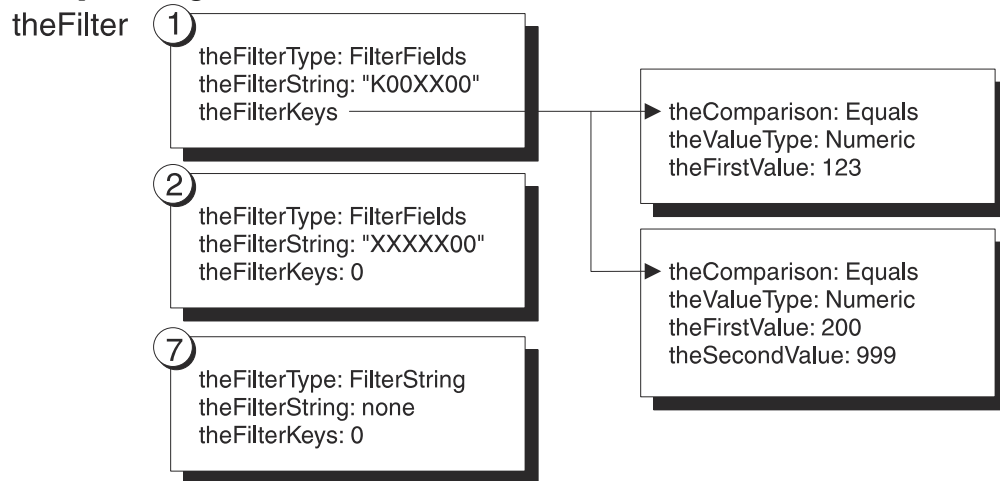 theFilter
1
theFilterType: FilterFields
theFilterString: "K00XX00"
theFilterKeys
theComparison: Equals
theValueType: Numeric
theFirstValue: 123
2
theFilterType: FilterFields
theFilterString: "XXXXX00"
theFilterKeys: 0
theComparison: Equals
theValueType: Numeric
theFirstValue: 200
theSecondValue: 999
7
theFilterType: FilterString
theFilterString: none
theFilterKeys: 0